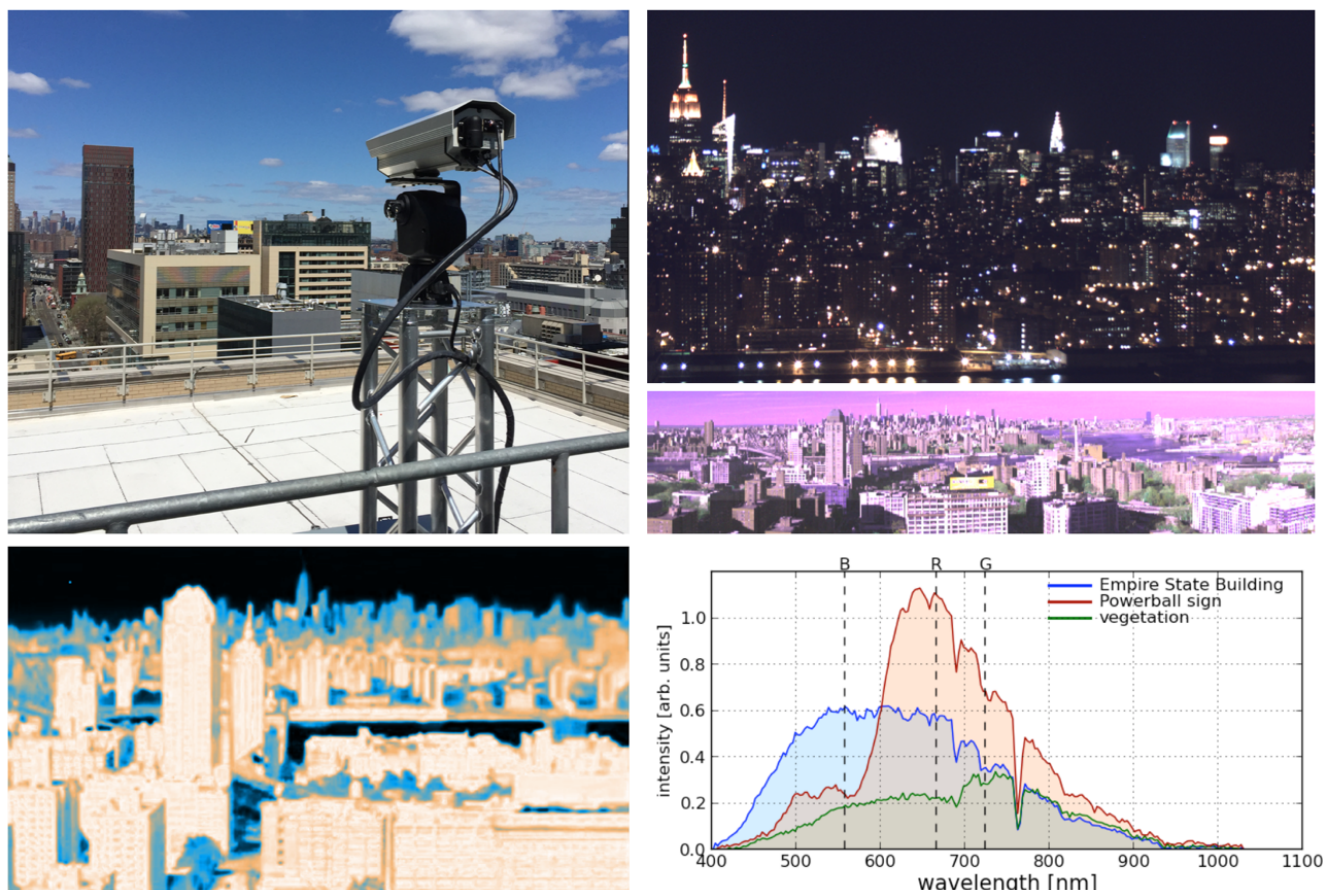 B R G
Empire State Building
Powerball sign
vegetation
intensity [arb. units]
1.0
0.8
0.6
0.4
0.2
0.0
400 500 600 700 800 900 1000 1100
wavelength [nm]